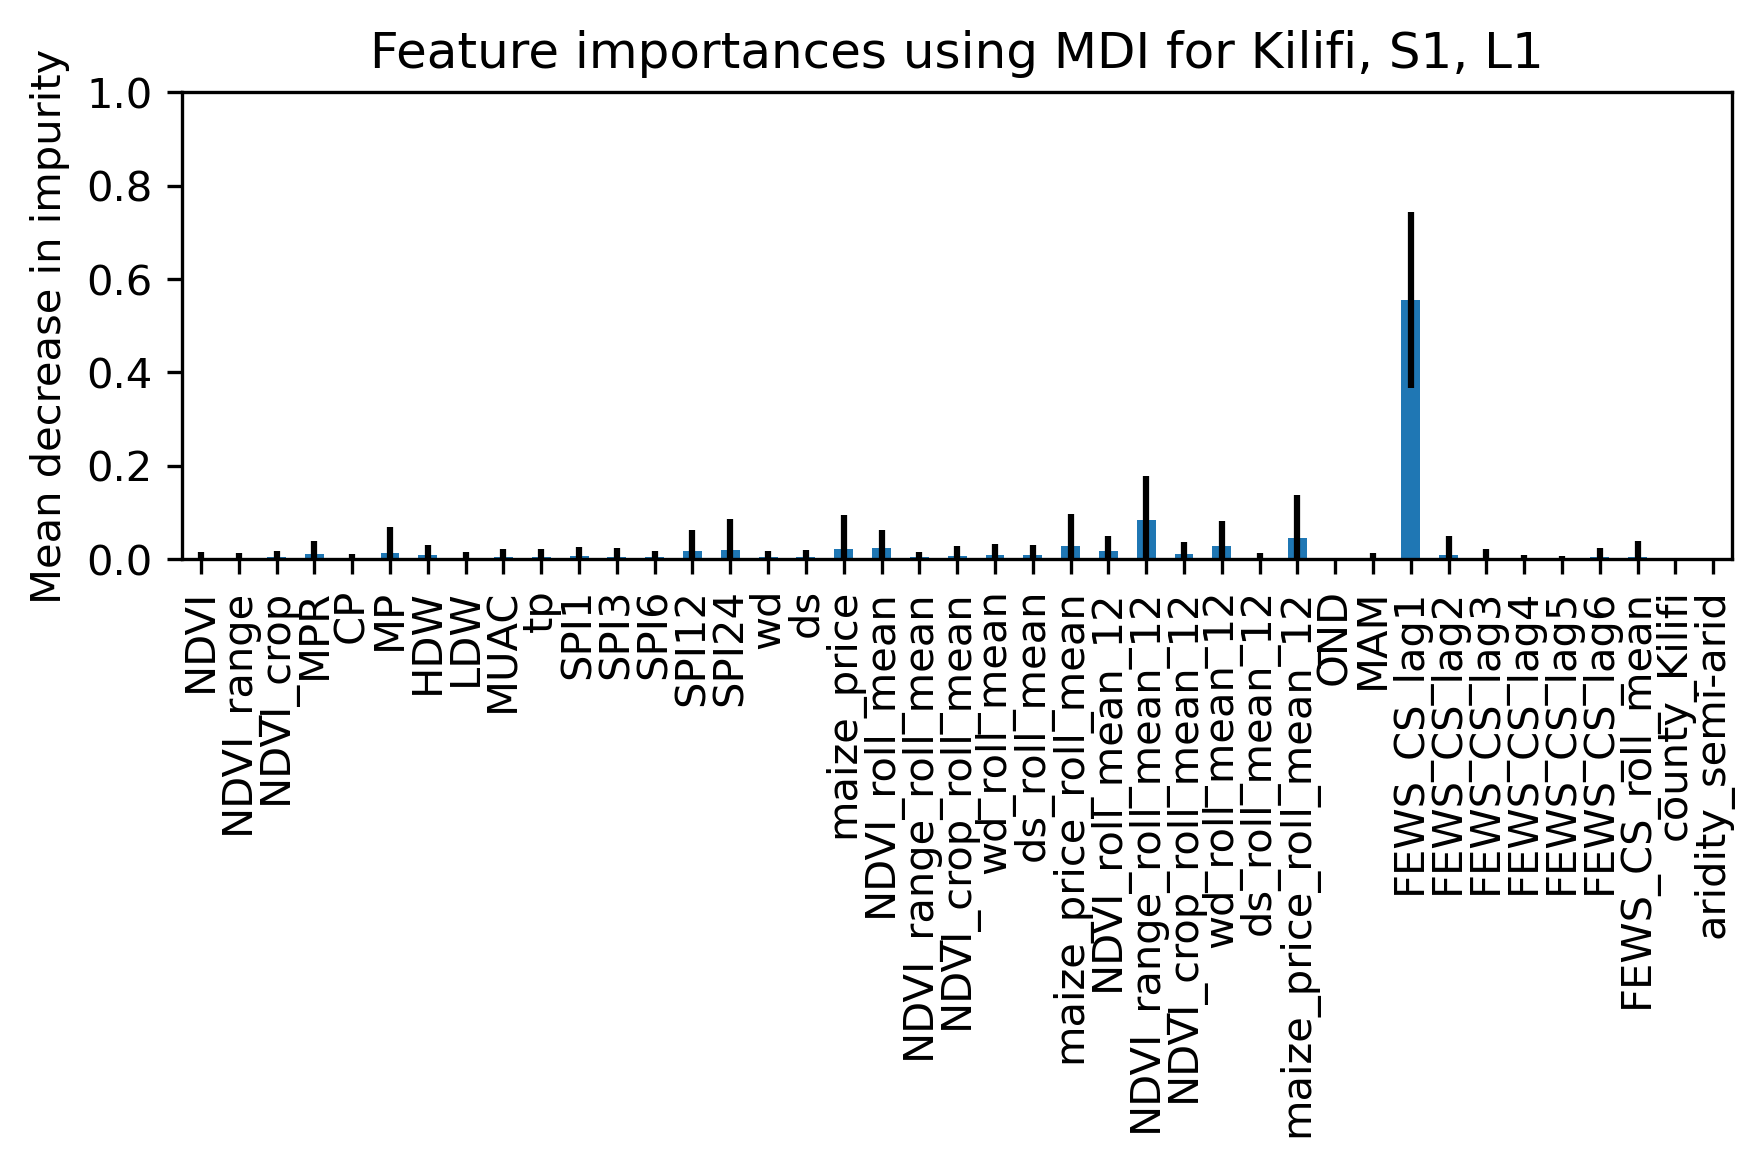 Feature importances using MDI for Kilifi, S1, L1
Mean decrease in impurity
1.0
0.8
0.6
0.4
0.2
0.0
NDVI
NDVI_range
NDVI_crop
MPR
CP
MP
HDW
LDW
MUAC
tp
SPI1
SPI3
SPI6
SPI12
SPI24
wd
ds
maize_price
NDVI_roll_mean
NDVI_range_roll_mean
NDVI_crop_roll_mean
wd_roll_mean
ds_roll_mean
maize_price_roll_mean
NDVI_roll_mean_12
NDVI_range_roll_mean_12
NDVI_crop_roll_mean_12
wd_roll_mean_12
ds_roll_mean_12
maize_price_roll_mean_12
OND
MAM
FEWS_CS_lag1
FEWS_CS_lag2
FEWS_CS_lag3
FEWS_CS_lag4
FEWS_CS_lag5
FEWS_CS_lag6
FEWS_CS_roll_mean
county_Kilifi
aridity_semi-arid